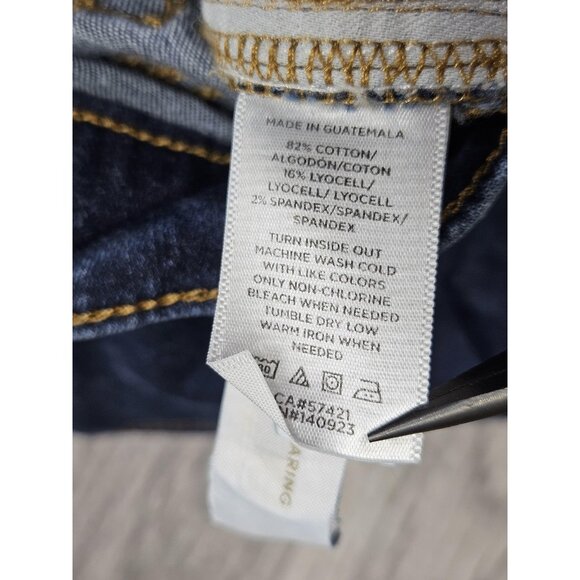 MADE IN GUATEMALA
82% COTTON/
ALGODÓN/COTON
16% LYOCELL/
LYOCELL/ LYOCELL
2% SPANDEX/SPANDEX/
SPANDEX
TURN INSIDE OUT
MACHINE WASH COLD
WITH LIKE COLORS
ONLY NON-CHLORINE
BLEACH WHEN NEEDED
TUMBLE DRY LOW
WARM IRON WHEN
NEEDED
CA#57421
N#140923
ARING